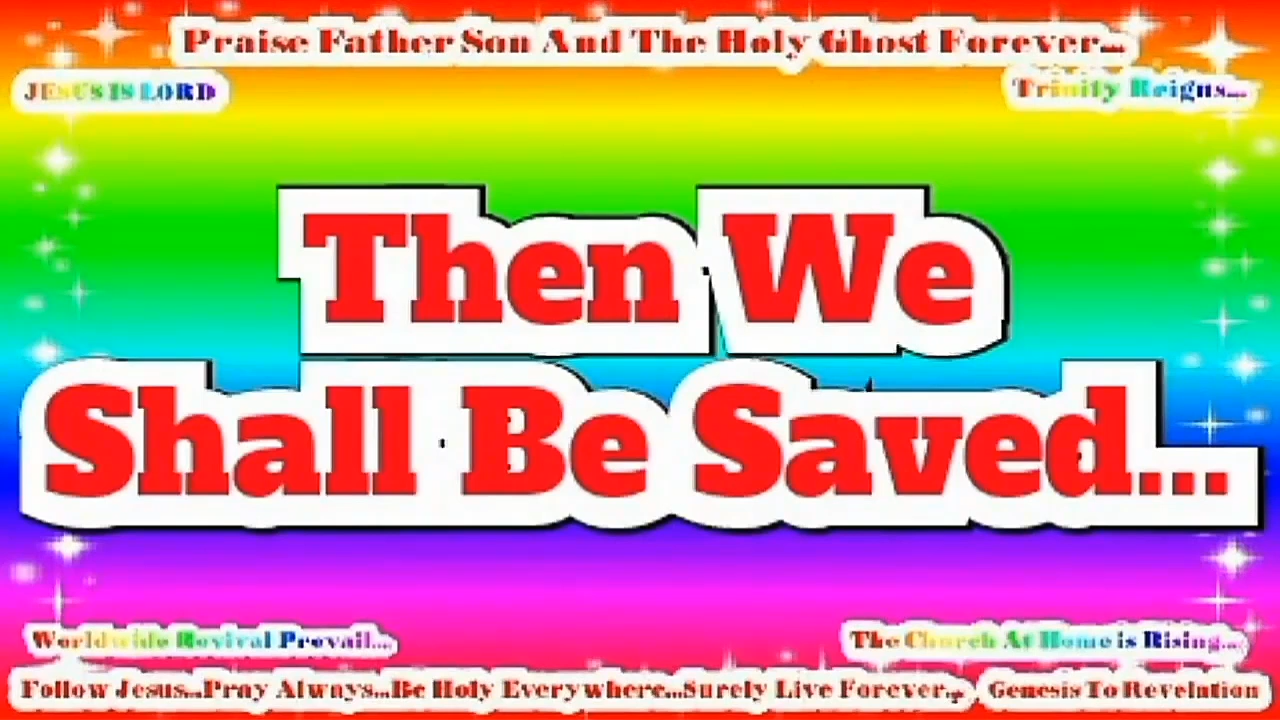 Praise Father Son And The Holy Ghost Forever...
JESUS IS LORD
Trinity Reigns...
Then We
Shall Be Saved...
Worldwide Revival Prevail...
The Church At Home is Rising...
Follow Jesus...Pray Always...Be Holy Everywhere...Surely Live Forever...
Genesis To Revelation